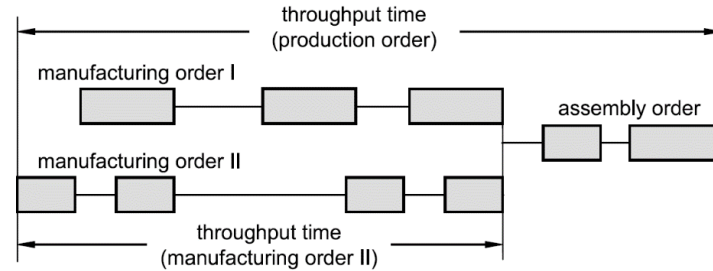 throughput time
(production order)
manufacturing order I
assembly order
manufacturing order II
throughput time
(manufacturing order II)